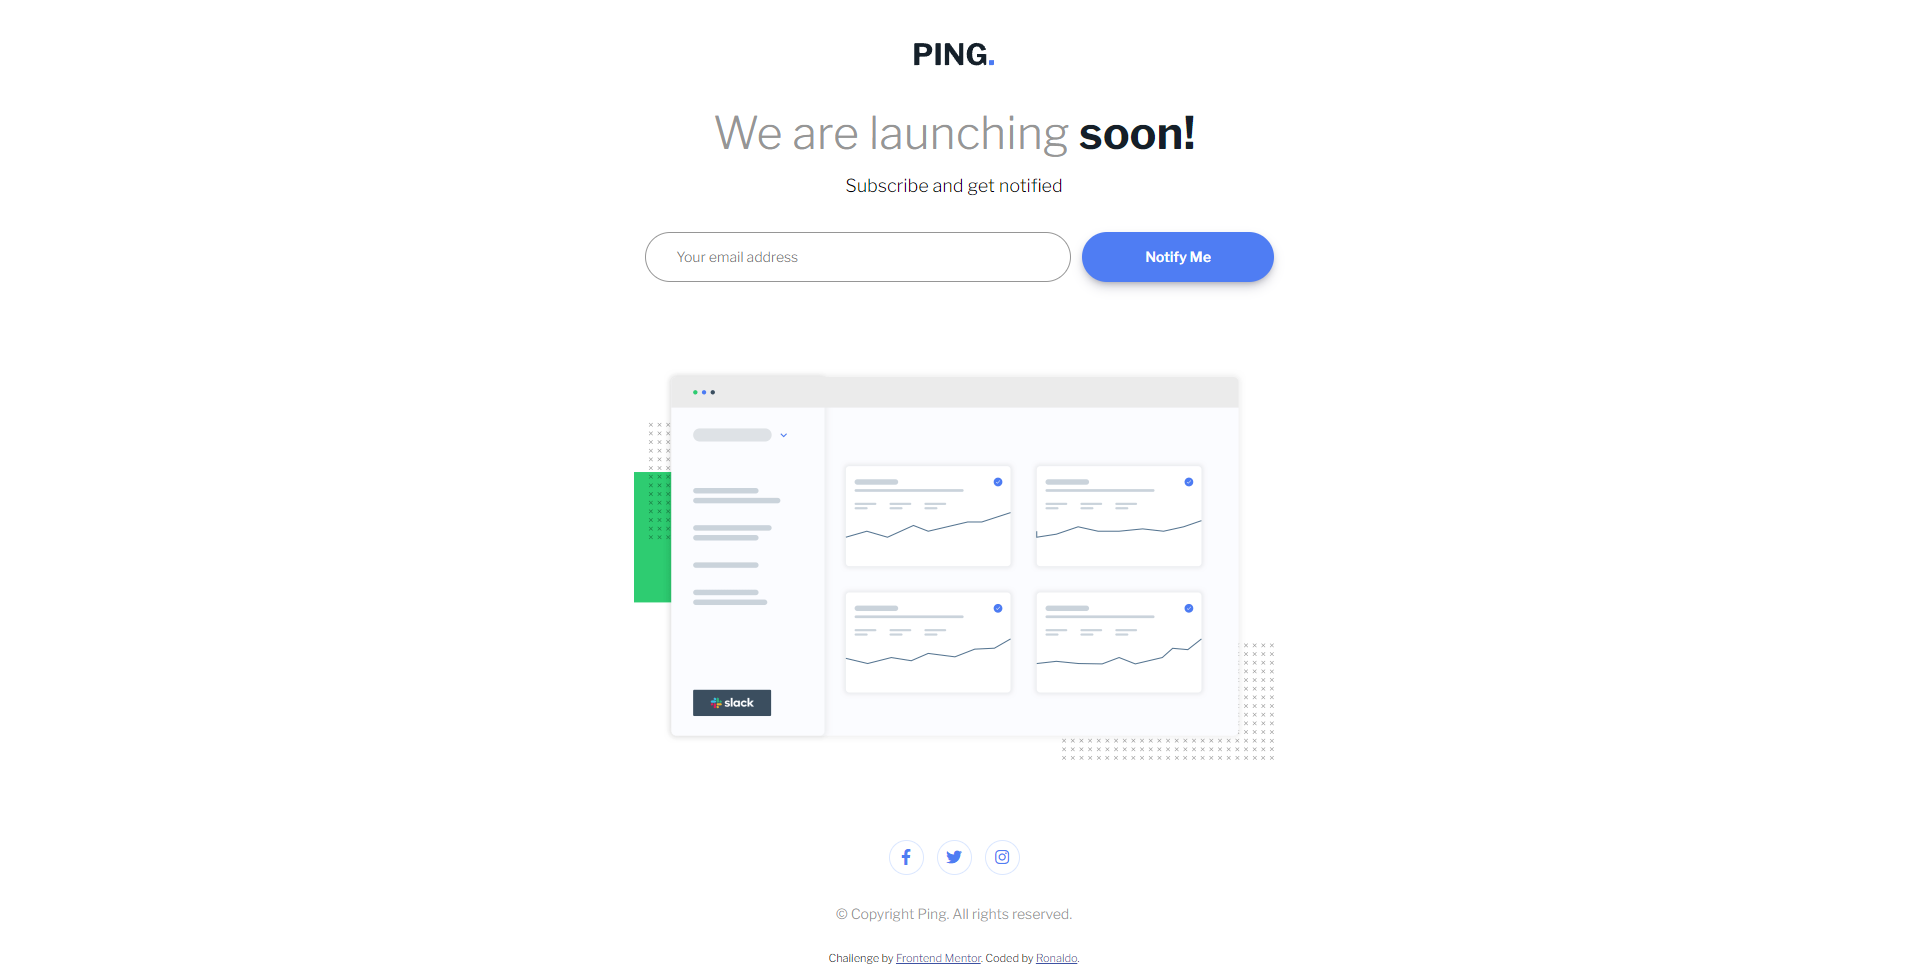 PING.
We are launching soon!
Subscribe and get notified
Your email address
Notify Me
slack
© Copyright Ping. All rights reserved.
Challenge by Frontend Mentor. Coded by Ronaldo.